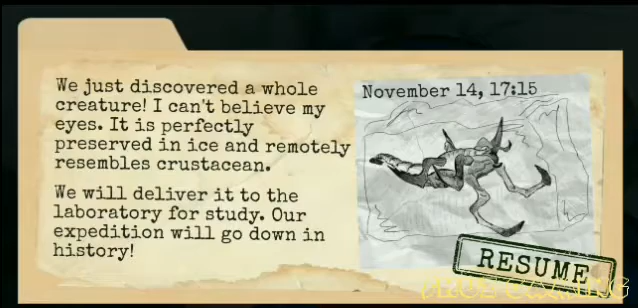 We just discovered a whole
creature! I can't believe my
eyes. It is perfectly
preserved in ice and remotely
resembles crustacean.
We will deliver it to the
laboratory for study. Our
expedition will go down in
history!
November 14, 17:15
RESUME